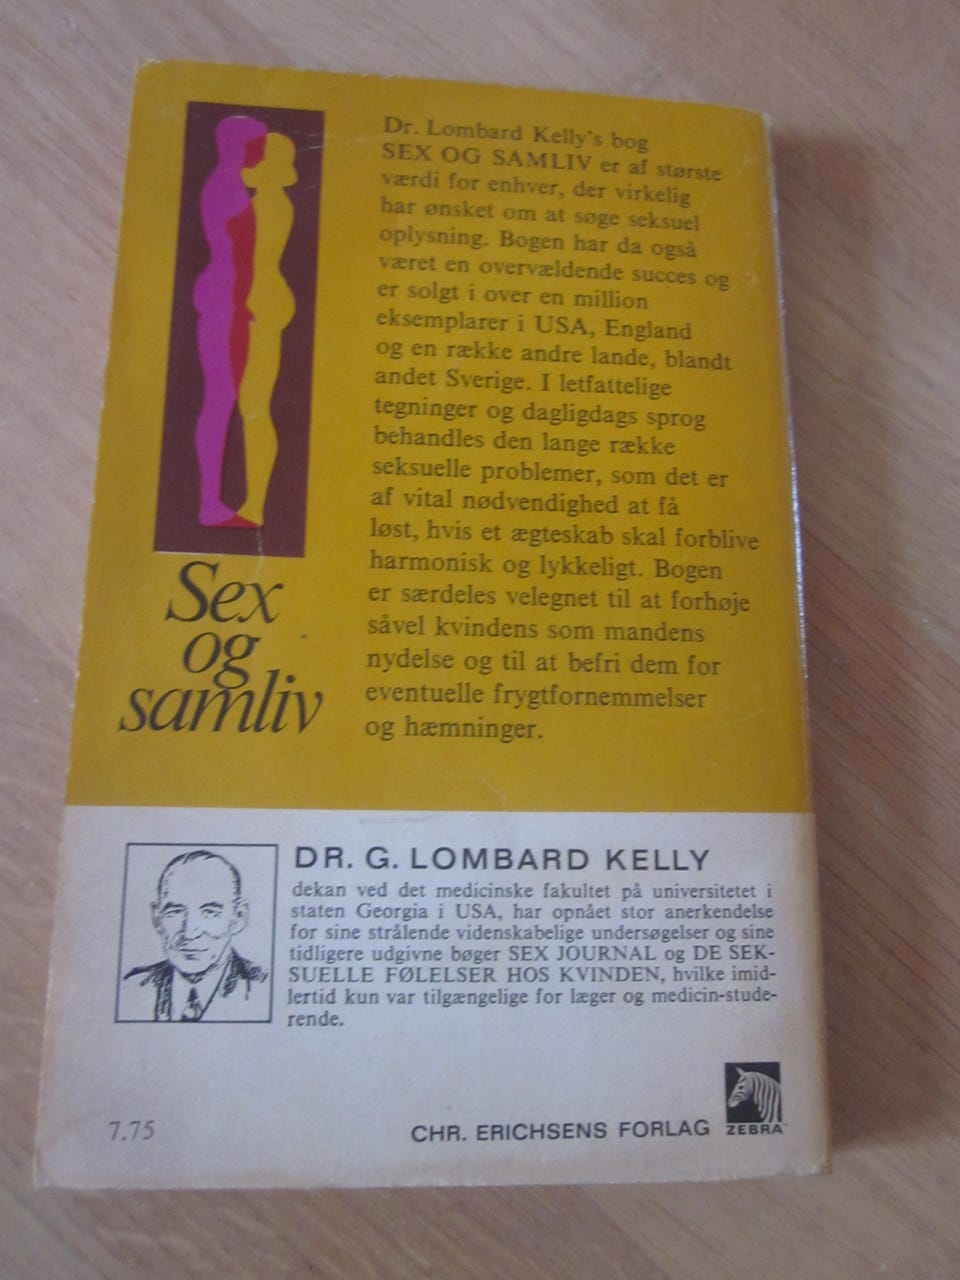 Dr. Lombard Kelly's bog
SEX OG SAMLIV er af største
værdi for enhver, der virkelig
har ønsket om at søge seksuel
oplysning. Bogen har da også
været en overvældende succes og
er solgt i over en million
eksemplarer i USA, England
og en række andre lande, blandt
andet Sverige. I letfattelige
tegninger og dagligdags sprog
behandles den lange række
seksuelle problemer, som det er
af vital nødvendighed at få
løst, hvis et ægteskab skal forblive
harmonisk og lykkeligt. Bogen
er særdeles velegnet til at forhøje
såvel kvindens som mandens
nydelse og til at befri dem for
eventuelle frygtfornemmelser
og hæmninger.
Sex
og
samliv
DR. G. LOMBARD KELLY
dekan ved det medicinske fakultet på universitetet i
staten Georgia i USA, har opnået stor anerkendelse
for sine strålende videnskabelige undersøgelser og sine
tidligere udgivne bøger SEX JOURNAL og DE SEK-
SUELLE FØLELSER HOS KVINDEN, hvilke imid-
lertid kun var tilgængelige for læger og medicin-stude-
rende.
7.75
CHR. ERICHSENS FORLAG
ZEBRA